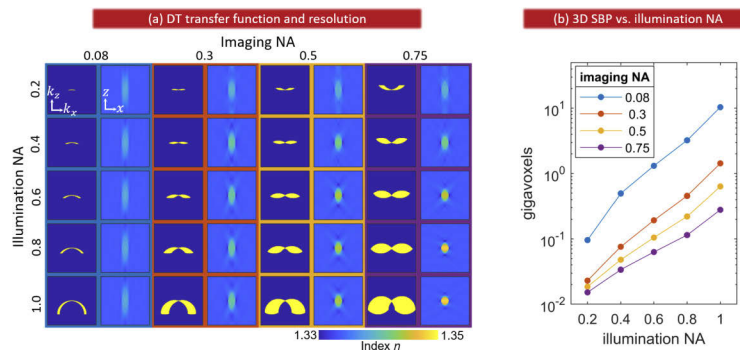 (a) DT transfer function and resolution
Imaging NA
0.08 0.3 0.5 0.75
Illumination NA
0.2
kz
kx
z
x
0.4
0.6
0.8
1.0
1.33 1.35
Index n
(b) 3D SBP vs. illumination NA
imaging NA
0.08
0.3
0.5
0.75
gigavoxels
10^1
10^0
10^-1
10^-2
0.2 0.4 0.6 0.8 1
illumination NA